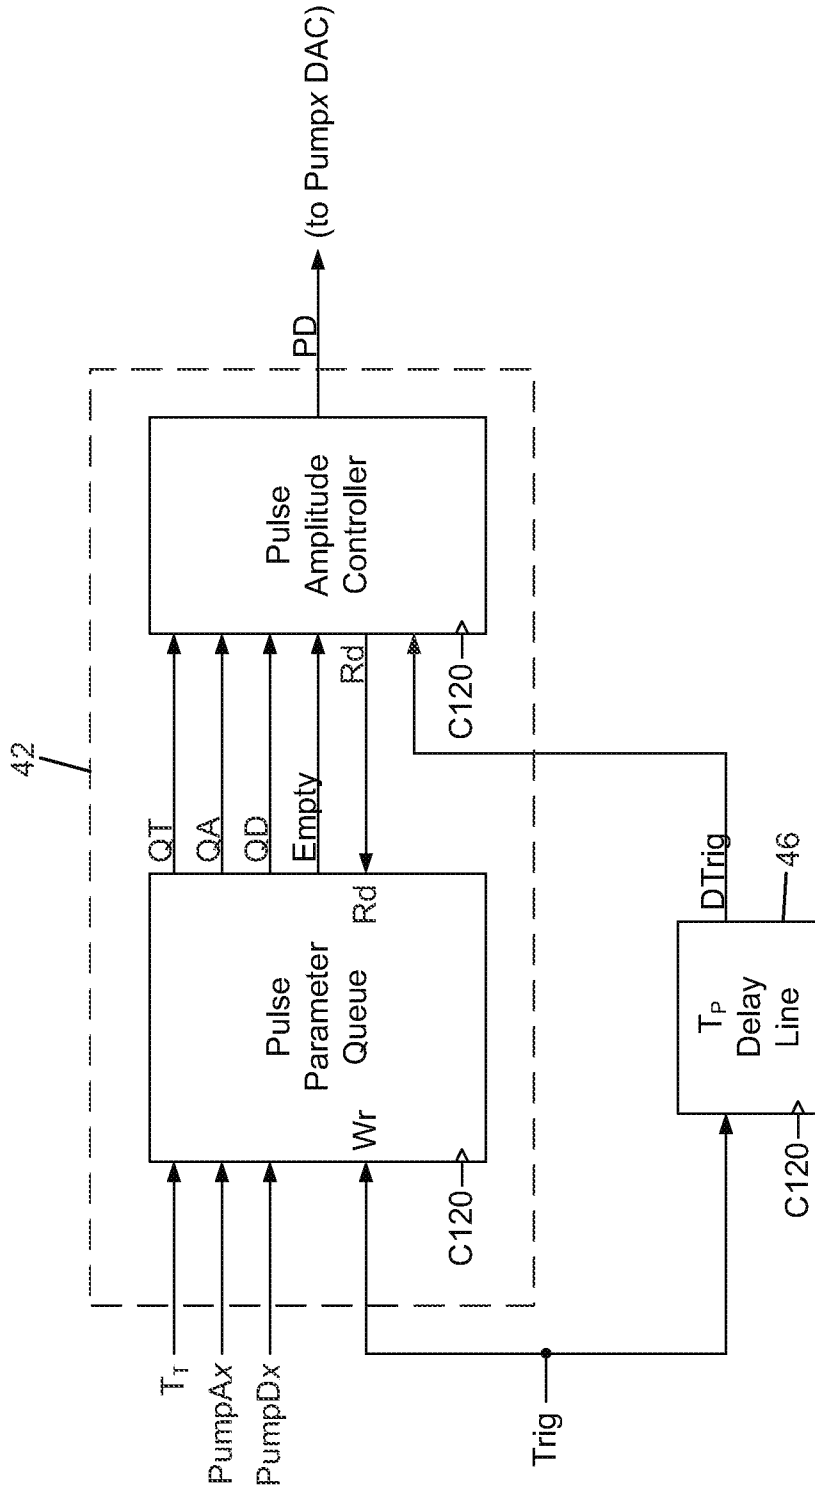 42
T_T
PumpAx
PumpDx
Trig
Wr
C120
Pulse
Parameter
Queue
Rd
QT
QA
QD
Empty
Rd
C120
Pulse
Amplitude
Controller
PD
(to Pumpx DAC)
C120
T_P
Delay
Line
DTrig
46